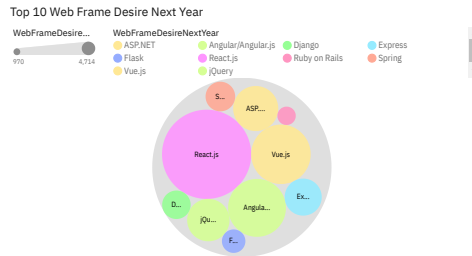 Top 10 Web Frame Desire Next Year
WebFrameDesire...
WebFrameDesireNextYear
970
4,714
ASP.NET
Angular/Angular.js
Django
Express
Flask
React.js
Ruby on Rails
Spring
Vue.js
jQuery
S...
ASP....
React.js
Vue.js
D...
jQu...
Angula...
Ex...
F...